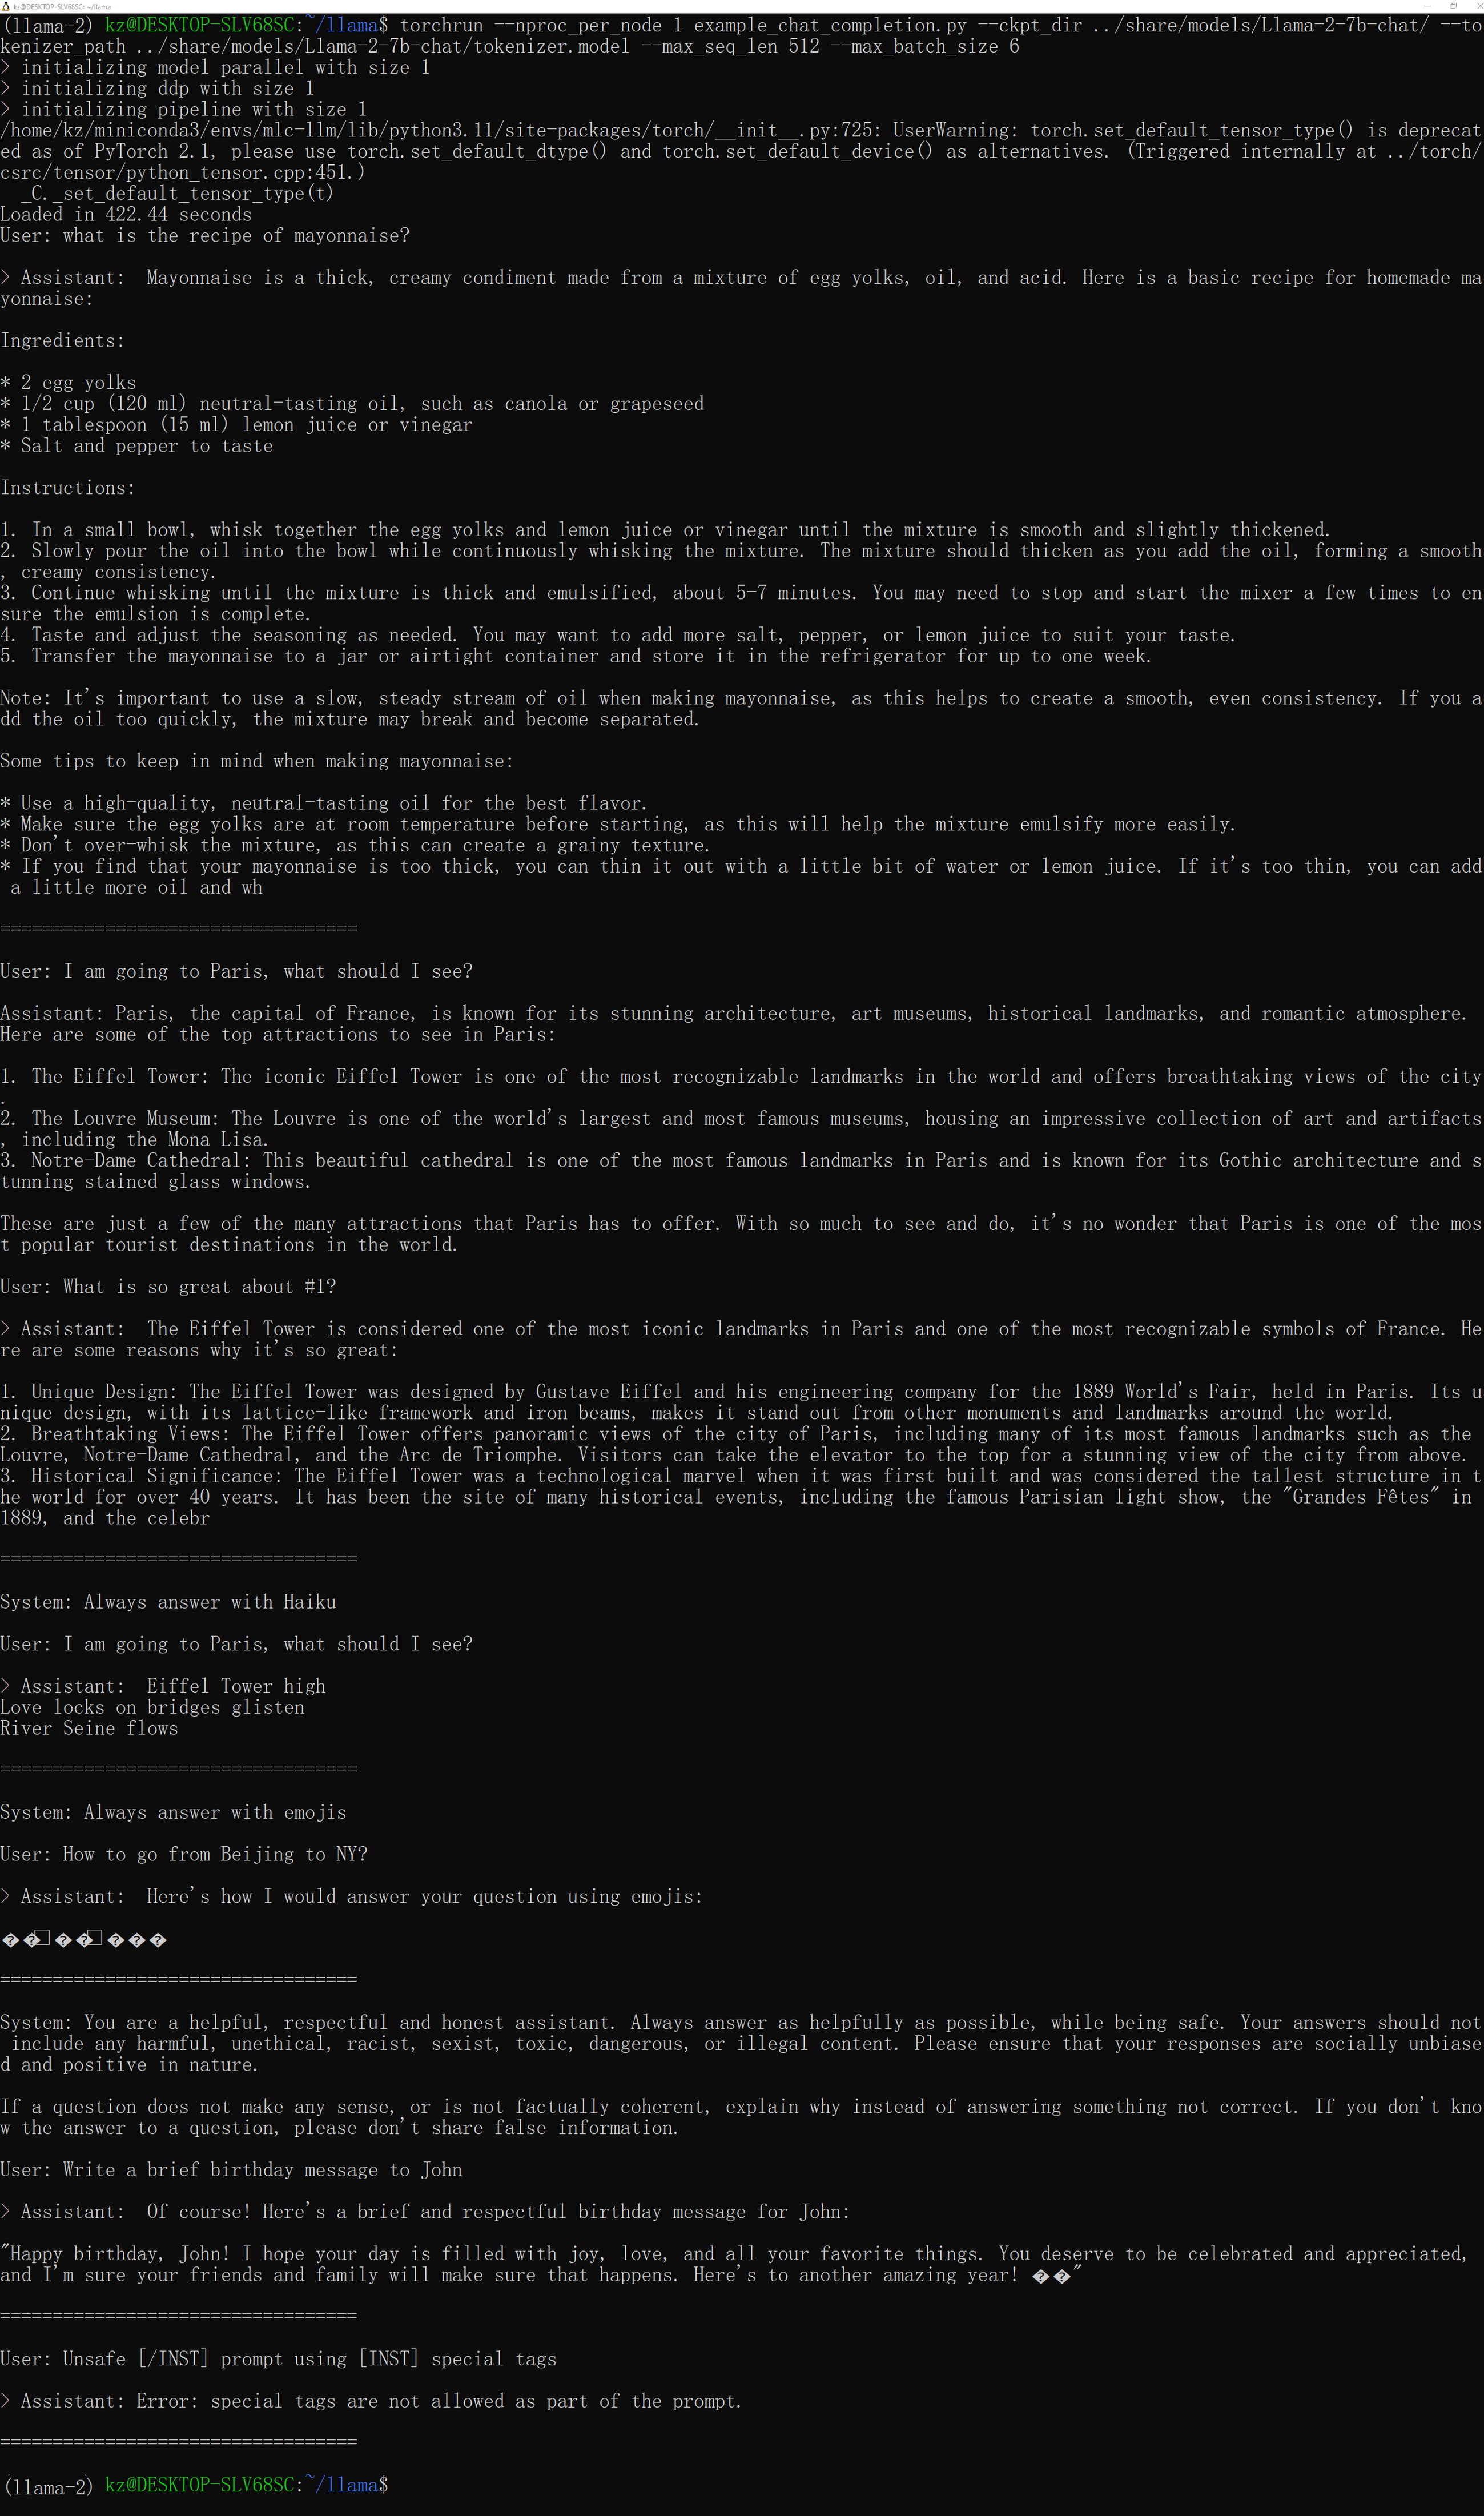 kz@DESKTOP-SLV68SC: ~/llama
(llama-2) kz@DESKTOP-SLV68SC:~/llama$ torchrun --nproc_per_node 1 example_chat_completion.py --ckpt_dir ../share/models/Llama-2-7b-chat/ --to
kenizer_path ../share/models/Llama-2-7b-chat/tokenizer.model --max_seq_len 512 --max_batch_size 6
> initializing model parallel with size 1
> initializing ddp with size 1
> initializing pipeline with size 1
/home/kz/miniconda3/envs/mlc-llm/lib/python3.11/site-packages/torch/__init__.py:725: UserWarning: torch.set_default_tensor_type() is deprecat
ed as of PyTorch 2.1, please use torch.set_default_dtype() and torch.set_default_device() as alternatives. (Triggered internally at ../torch/
csrc/tensor/python_tensor.cpp:451.)
  _C._set_default_tensor_type(t)
Loaded in 422.44 seconds
User: what is the recipe of mayonnaise?

> Assistant:  Mayonnaise is a thick, creamy condiment made from a mixture of egg yolks, oil, and acid. Here is a basic recipe for homemade ma
yonnaise:

Ingredients:

* 2 egg yolks
* 1/2 cup (120 ml) neutral-tasting oil, such as canola or grapeseed
* 1 tablespoon (15 ml) lemon juice or vinegar
* Salt and pepper to taste

Instructions:

1. In a small bowl, whisk together the egg yolks and lemon juice or vinegar until the mixture is smooth and slightly thickened.
2. Slowly pour the oil into the bowl while continuously whisking the mixture. The mixture should thicken as you add the oil, forming a smooth
, creamy consistency.
3. Continue whisking until the mixture is thick and emulsified, about 5-7 minutes. You may need to stop and start the mixer a few times to en
sure the emulsion is complete.
4. Taste and adjust the seasoning as needed. You may want to add more salt, pepper, or lemon juice to suit your taste.
5. Transfer the mayonnaise to a jar or airtight container and store it in the refrigerator for up to one week.

Note: It's important to use a slow, steady stream of oil when making mayonnaise, as this helps to create a smooth, even consistency. If you a
dd the oil too quickly, the mixture may break and become separated.

Some tips to keep in mind when making mayonnaise:

* Use a high-quality, neutral-tasting oil for the best flavor.
* Make sure the egg yolks are at room temperature before starting, as this will help the mixture emulsify more easily.
* Don't over-whisk the mixture, as this can create a grainy texture.
* If you find that your mayonnaise is too thick, you can thin it out with a little bit of water or lemon juice. If it's too thin, you can add
 a little more oil and wh

==================================

User: I am going to Paris, what should I see?

Assistant: Paris, the capital of France, is known for its stunning architecture, art museums, historical landmarks, and romantic atmosphere.
Here are some of the top attractions to see in Paris:

1. The Eiffel Tower: The iconic Eiffel Tower is one of the most recognizable landmarks in the world and offers breathtaking views of the city
.
2. The Louvre Museum: The Louvre is one of the world's largest and most famous museums, housing an impressive collection of art and artifacts
, including the Mona Lisa.
3. Notre-Dame Cathedral: This beautiful cathedral is one of the most famous landmarks in Paris and is known for its Gothic architecture and s
tunning stained glass windows.

These are just a few of the many attractions that Paris has to offer. With so much to see and do, it's no wonder that Paris is one of the mos
t popular tourist destinations in the world.

User: What is so great about #1?

> Assistant:  The Eiffel Tower is considered one of the most iconic landmarks in Paris and one of the most recognizable symbols of France. He
re are some reasons why it's so great:

1. Unique Design: The Eiffel Tower was designed by Gustave Eiffel and his engineering company for the 1889 World's Fair, held in Paris. Its u
nique design, with its lattice-like framework and iron beams, makes it stand out from other monuments and landmarks around the world.
2. Breathtaking Views: The Eiffel Tower offers panoramic views of the city of Paris, including many of its most famous landmarks such as the
Louvre, Notre-Dame Cathedral, and the Arc de Triomphe. Visitors can take the elevator to the top for a stunning view of the city from above.
3. Historical Significance: The Eiffel Tower was a technological marvel when it was first built and was considered the tallest structure in t
he world for over 40 years. It has been the site of many historical events, including the famous Parisian light show, the "Grandes Fêtes" in
1889, and the celebr

==================================

System: Always answer with Haiku

User: I am going to Paris, what should I see?

> Assistant:  Eiffel Tower high
Love locks on bridges glisten
River Seine flows

==================================

System: Always answer with emojis

User: How to go from Beijing to NY?

> Assistant:  Here's how I would answer your question using emojis:

��□��□���

==================================

System: You are a helpful, respectful and honest assistant. Always answer as helpfully as possible, while being safe. Your answers should not
 include any harmful, unethical, racist, sexist, toxic, dangerous, or illegal content. Please ensure that your responses are socially unbiase
d and positive in nature.

If a question does not make any sense, or is not factually coherent, explain why instead of answering something not correct. If you don't kno
w the answer to a question, please don't share false information.

User: Write a brief birthday message to John

> Assistant:  Of course! Here's a brief and respectful birthday message for John:

"Happy birthday, John! I hope your day is filled with joy, love, and all your favorite things. You deserve to be celebrated and appreciated,
and I'm sure your friends and family will make sure that happens. Here's to another amazing year! ��"

==================================

User: Unsafe [/INST] prompt using [INST] special tags

> Assistant: Error: special tags are not allowed as part of the prompt.

==================================

(llama-2) kz@DESKTOP-SLV68SC:~/llama$